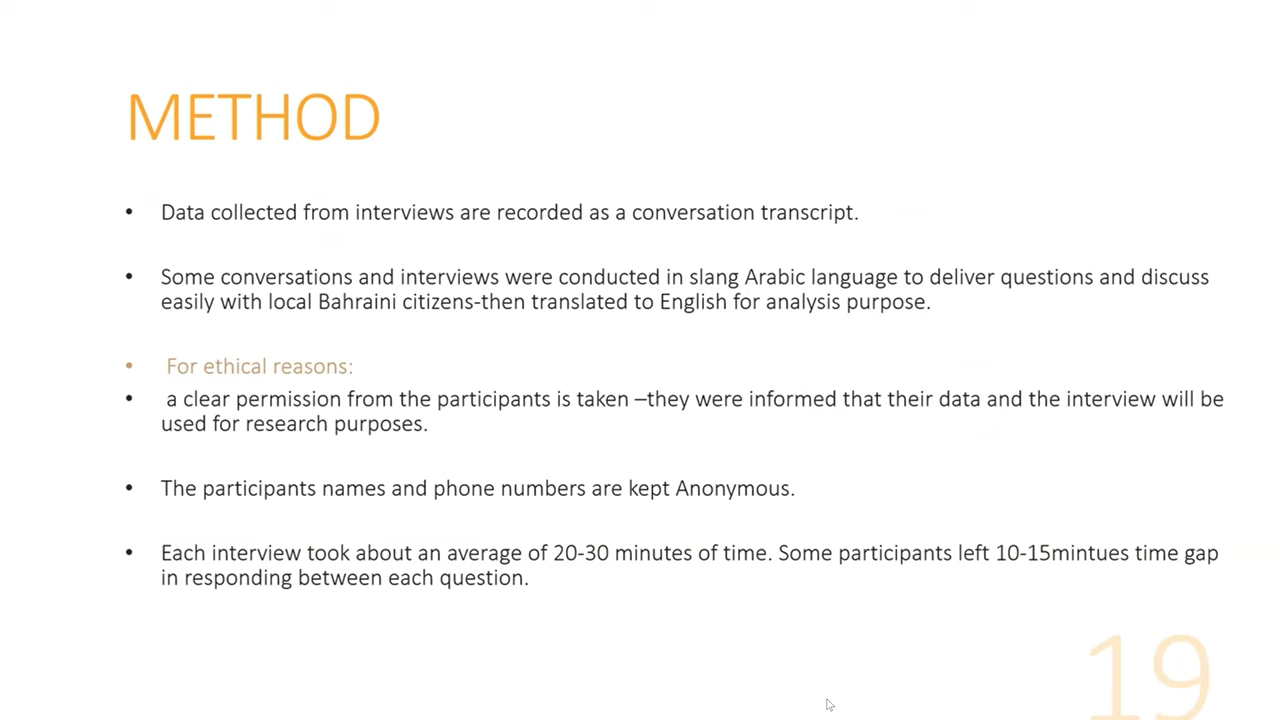 METHOD
• Data collected from interviews are recorded as a conversation transcript.
• Some conversations and interviews were conducted in slang Arabic language to deliver questions and discuss
easily with local Bahraini citizens-then translated to English for analysis purpose.
• For ethical reasons:
• a clear permission from the participants is taken –they were informed that their data and the interview will be
used for research purposes.
• The participants names and phone numbers are kept Anonymous.
• Each interview took about an average of 20-30 minutes of time. Some participants left 10-15mintues time gap
in responding between each question.
19